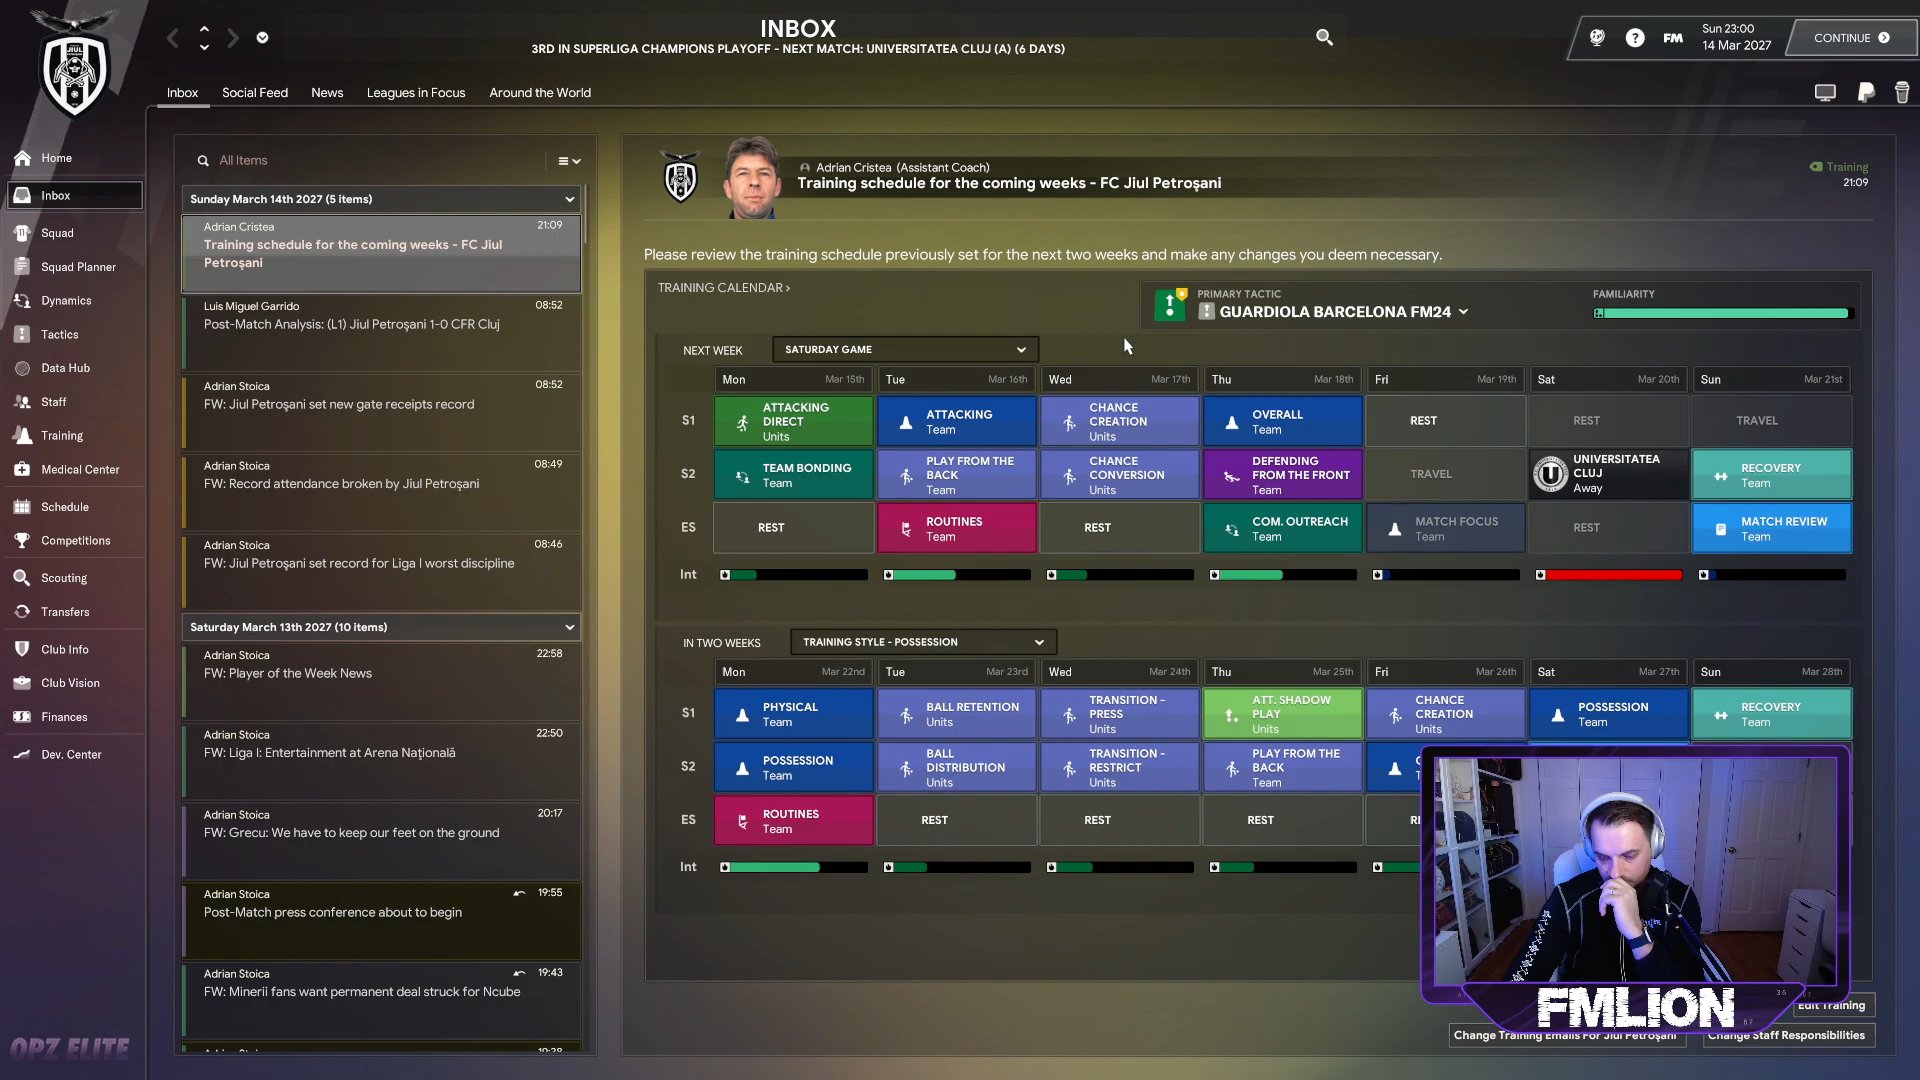 INBOX
3RD IN SUPERLIGA CHAMPIONS PLAYOFF - NEXT MATCH: UNIVERSITATEA CLUJ (A) (6 DAYS)
FM
Sun 23:00
14 Mar 2027
CONTINUE
JIUL
Inbox
Social Feed
News
Leagues in Focus
Around the World
Home
Inbox
Squad
Squad Planner
Dynamics
Tactics
Data Hub
Staff
Training
Medical Center
Schedule
Competitions
Scouting
Transfers
Club Info
Club Vision
Finances
Dev. Center
OPZ ELITE
All Items
Sunday March 14th 2027 (5 items)
Adrian Cristea 21:09
Training schedule for the coming weeks - FC Jiul
Petroşani
Luis Miguel Garrido 08:52
Post-Match Analysis: (L1) Jiul Petroşani 1-0 CFR Cluj
Adrian Stoica 08:52
FW: Jiul Petroşani set new gate receipts record
Adrian Stoica 08:49
FW: Record attendance broken by Jiul Petroşani
Adrian Stoica 08:46
FW: Jiul Petroşani set record for Liga I worst discipline
Saturday March 13th 2027 (10 items)
Adrian Stoica 22:58
FW: Player of the Week News
Adrian Stoica 22:50
FW: Liga I: Entertainment at Arena Naţională
Adrian Stoica 20:17
FW: Grecu: We have to keep our feet on the ground
Adrian Stoica 19:55
Post-Match press conference about to begin
Adrian Stoica 19:43
FW: Minerii fans want permanent deal struck for Ncube
Adrian Cristea (Assistant Coach)
Training schedule for the coming weeks - FC Jiul Petroşani
Training
21:09
Please review the training schedule previously set for the next two weeks and make any changes you deem necessary.
TRAINING CALENDAR >
PRIMARY TACTIC
GUARDIOLA BARCELONA FM24
FAMILIARITY
NEXT WEEK SATURDAY GAME
Mon Mar 15th Tue Mar 16th Wed Mar 17th Thu Mar 18th Fri Mar 19th Sat Mar 20th Sun Mar 21st
S1
ATTACKING
DIRECT
Units
ATTACKING
Team
CHANCE
CREATION
Units
OVERALL
Team
REST
REST
TRAVEL
S2
TEAM BONDING
Team
PLAY FROM THE
BACK
Team
CHANCE
CONVERSION
Units
DEFENDING
FROM THE FRONT
Team
TRAVEL
UNIVERSITATEA
CLUJ
Away
RECOVERY
Team
ES
REST
ROUTINES
Team
REST
COM. OUTREACH
Team
MATCH FOCUS
Team
REST
MATCH REVIEW
Team
Int
IN TWO WEEKS TRAINING STYLE - POSSESSION
Mon Mar 22nd Tue Mar 23rd Wed Mar 24th Thu Mar 25th Fri Mar 26th Sat Mar 27th Sun Mar 28th
S1
PHYSICAL
Team
BALL RETENTION
Units
TRANSITION -
PRESS
Units
ATT. SHADOW
PLAY
Units
CHANCE
CREATION
Units
POSSESSION
Team
RECOVERY
Team
S2
POSSESSION
Team
BALL
DISTRIBUTION
Units
TRANSITION -
RESTRICT
Units
PLAY FROM THE
BACK
Team
ES
ROUTINES
Team
REST
REST
REST
Int
FMLION
Edit Training
Change Training Emails For Jiul Petroşani
Change Staff Responsibilities